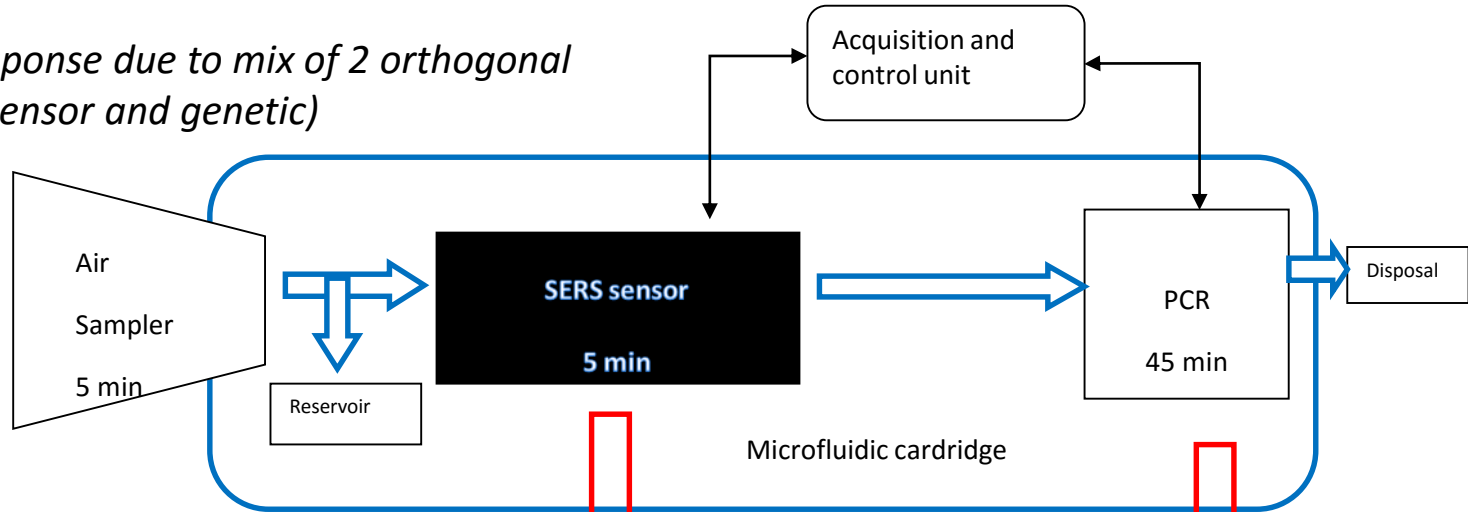 ponse due to mix of 2 orthogonal
ensor and genetic)
Acquisition and
control unit
Air
Sampler
5 min
Reservoir
SERS sensor
5 min
Microfluidic cardridge
PCR
45 min
Disposal